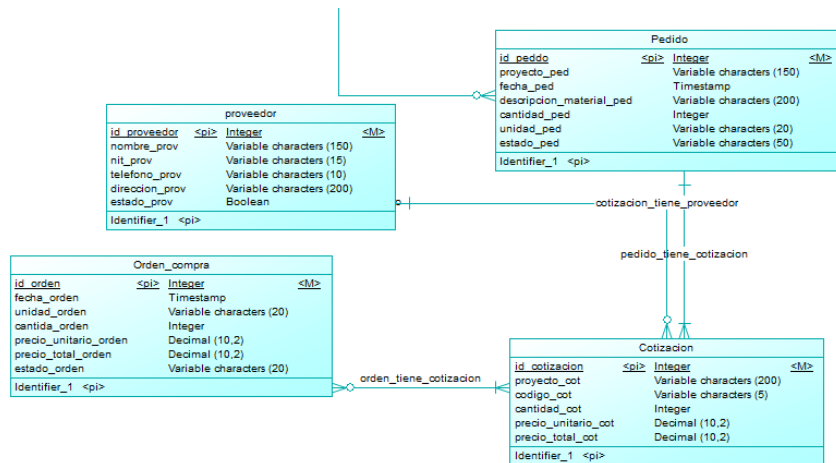 Pedido
id_peddo <pi> Integer <M>
proyecto_ped Variable characters (150)
fecha_ped Timestamp
descripcion_material_ped Variable characters (200)
cantidad_ped Integer
unidad_ped Variable characters (20)
estado_ped Variable characters (50)
Identifier_1 <pi>
proveedor
id_proveedor <pi> Integer <M>
nombre_prov Variable characters (150)
nit_prov Variable characters (15)
telefono_prov Variable characters (10)
direccion_prov Variable characters (200)
estado_prov Boolean
Identifier_1 <pi>
cotizacion_tiene_proveedor
pedido_tiene_cotizacion
Orden_compra
id_orden <pi> Integer <M>
fecha_orden Timestamp
unidad_orden Variable characters (20)
cantida_orden Integer
precio_unitario_orden Decimal (10,2)
precio_total_orden Decimal (10,2)
estado_orden Variable characters (20)
Identifier_1 <pi>
orden_tiene_cotizacion
Cotizacion
id_cotizacion <pi> Integer <M>
proyecto_cot Variable characters (200)
codigo_cot Variable characters (5)
cantidad_cot Integer
precio_unitario_cot Decimal (10,2)
precio_total_cot Decimal (10,2)
Identifier_1 <pi>